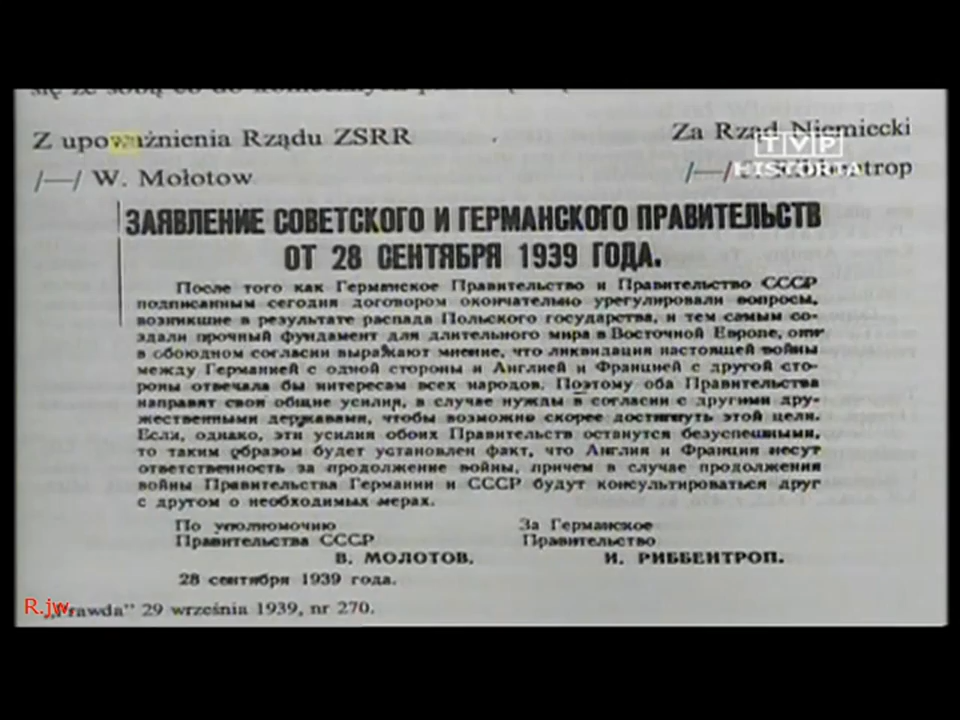 się ze sobą co do
Z upoważnienia Rządu ZSRR
Za Rząd Niemiecki
/—/ W. Mołotow
/—/
TVP
HISTORIA
ЗАЯВЛЕНИЕ СОВЕТСКОГО И ГЕРМАНСКОГО ПРАВИТЕЛЬСТВ
ОТ 28 СЕНТЯБРЯ 1939 ГОДА.
После того как Германское Правительство и Правительство СССР
подписанным сегодня договором окончательно урегулировали вопросы,
возникшие в результате распада Польского государства, и тем самым со-
здали прочный фундамент для длительного мира в Восточной Европе, они
в обоюдном согласии выражают мнение, что ликвидация настоящей войны
между Германией с одной стороны и Англией и Францией с другой сто-
роны отвечала бы интересам всех народов. Поэтому оба Правительства
направят свои общие усилия, в случае нужды в согласии с другими дру-
жественными державами, чтобы возможно скорее достигнуть этой цели.
Если, однако, эти усилия обоих Правительств останутся безуспешными,
то таким образом будет установлен факт, что Англия и Франция несут
ответственность за продолжение войны, причем в случае продолжения
войны Правительства Германии и СССР будут консультироваться друг
с другом о необходимых мерах.
По уполномочию
Правительства СССР
В. МОЛОТОВ.
За Германское
Правительство
И. РИББЕНТРОП.
28 сентября 1939 года.
R.jw.
„Prawda" 29 września 1939, nr 270.